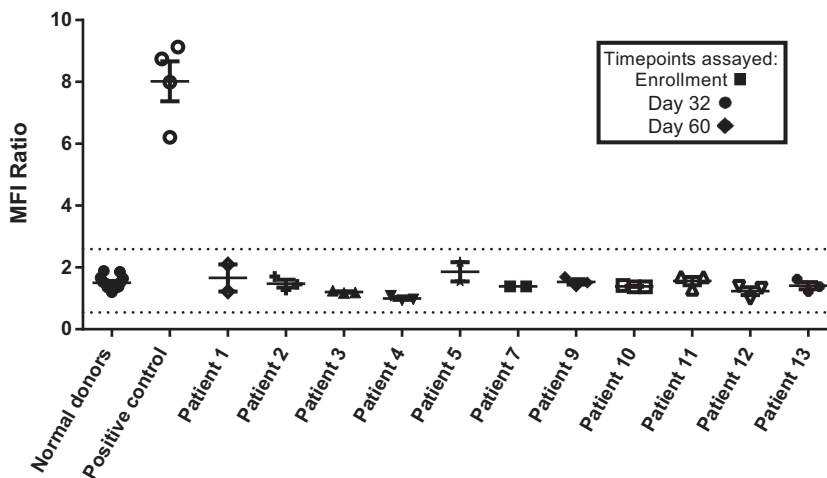 10
8
6
4
2
0
MFI Ratio
Timepoints assayed:
Enrollment ■
Day 32 ●
Day 60 ◆
Normal donors
Positive control
Patient 1
Patient 2
Patient 3
Patient 4
Patient 5
Patient 7
Patient 9
Patient 10
Patient 11
Patient 12
Patient 13